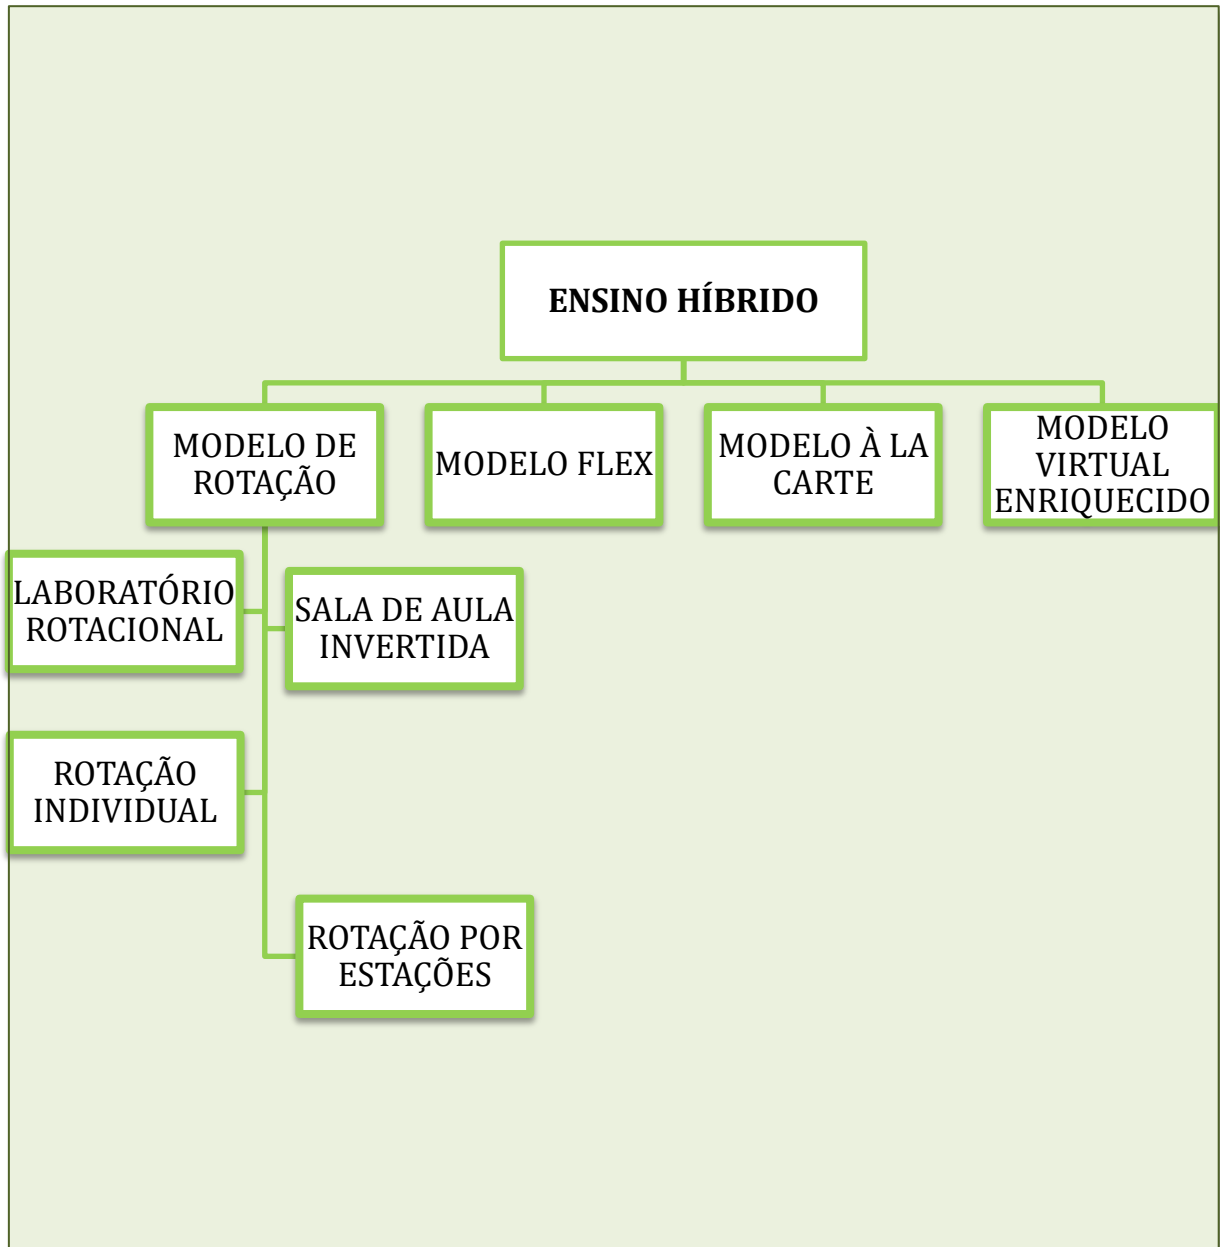 ENSINO HÍBRIDO
MODELO DE
ROTAÇÃO
MODELO FLEX
MODELO À LA
CARTE
MODELO
VIRTUAL
ENRIQUECIDO
LABORATÓRIO
ROTACIONAL
SALA DE AULA
INVERTIDA
ROTAÇÃO
INDIVIDUAL
ROTAÇÃO POR
ESTAÇÕES